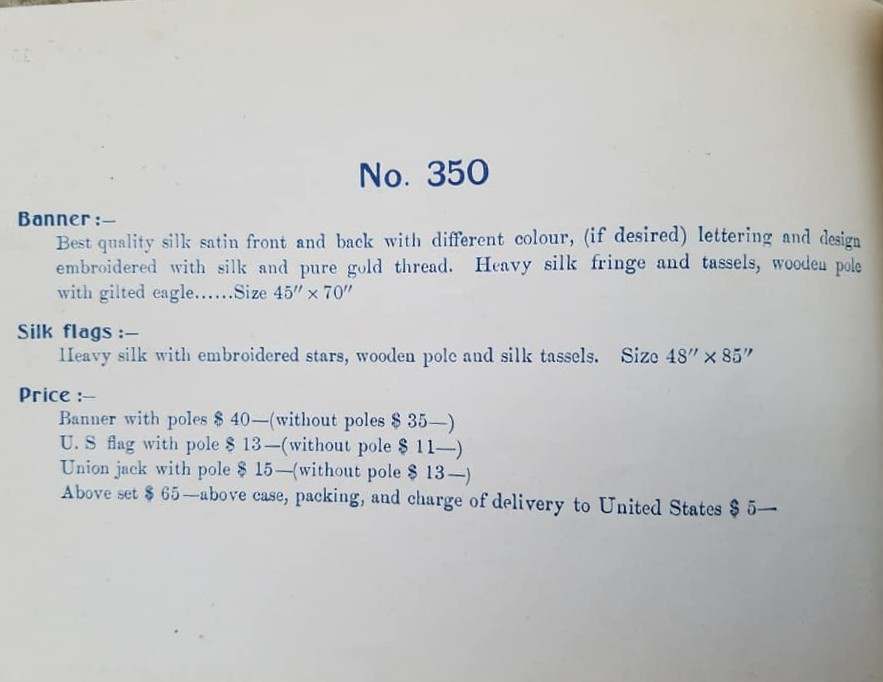 No. 350
Banner :—
Best quality silk satin front and back with different colour, (if desired) lettering and design
embroidered with silk and pure gold thread. Heavy silk fringe and tassels, wooden pole
with gilted eagle......Size 45" × 70"
Silk flags :—
Heavy silk with embroidered stars, wooden pole and silk tassels. Size 48" × 85"
Price :—
Banner with poles $ 40—(without poles $ 35—)
U. S flag with pole $ 13—(without pole $ 11—)
Union jack with pole $ 15—(without pole $ 13—)
Above set $ 65—above case, packing, and charge of delivery to United States $ 5—